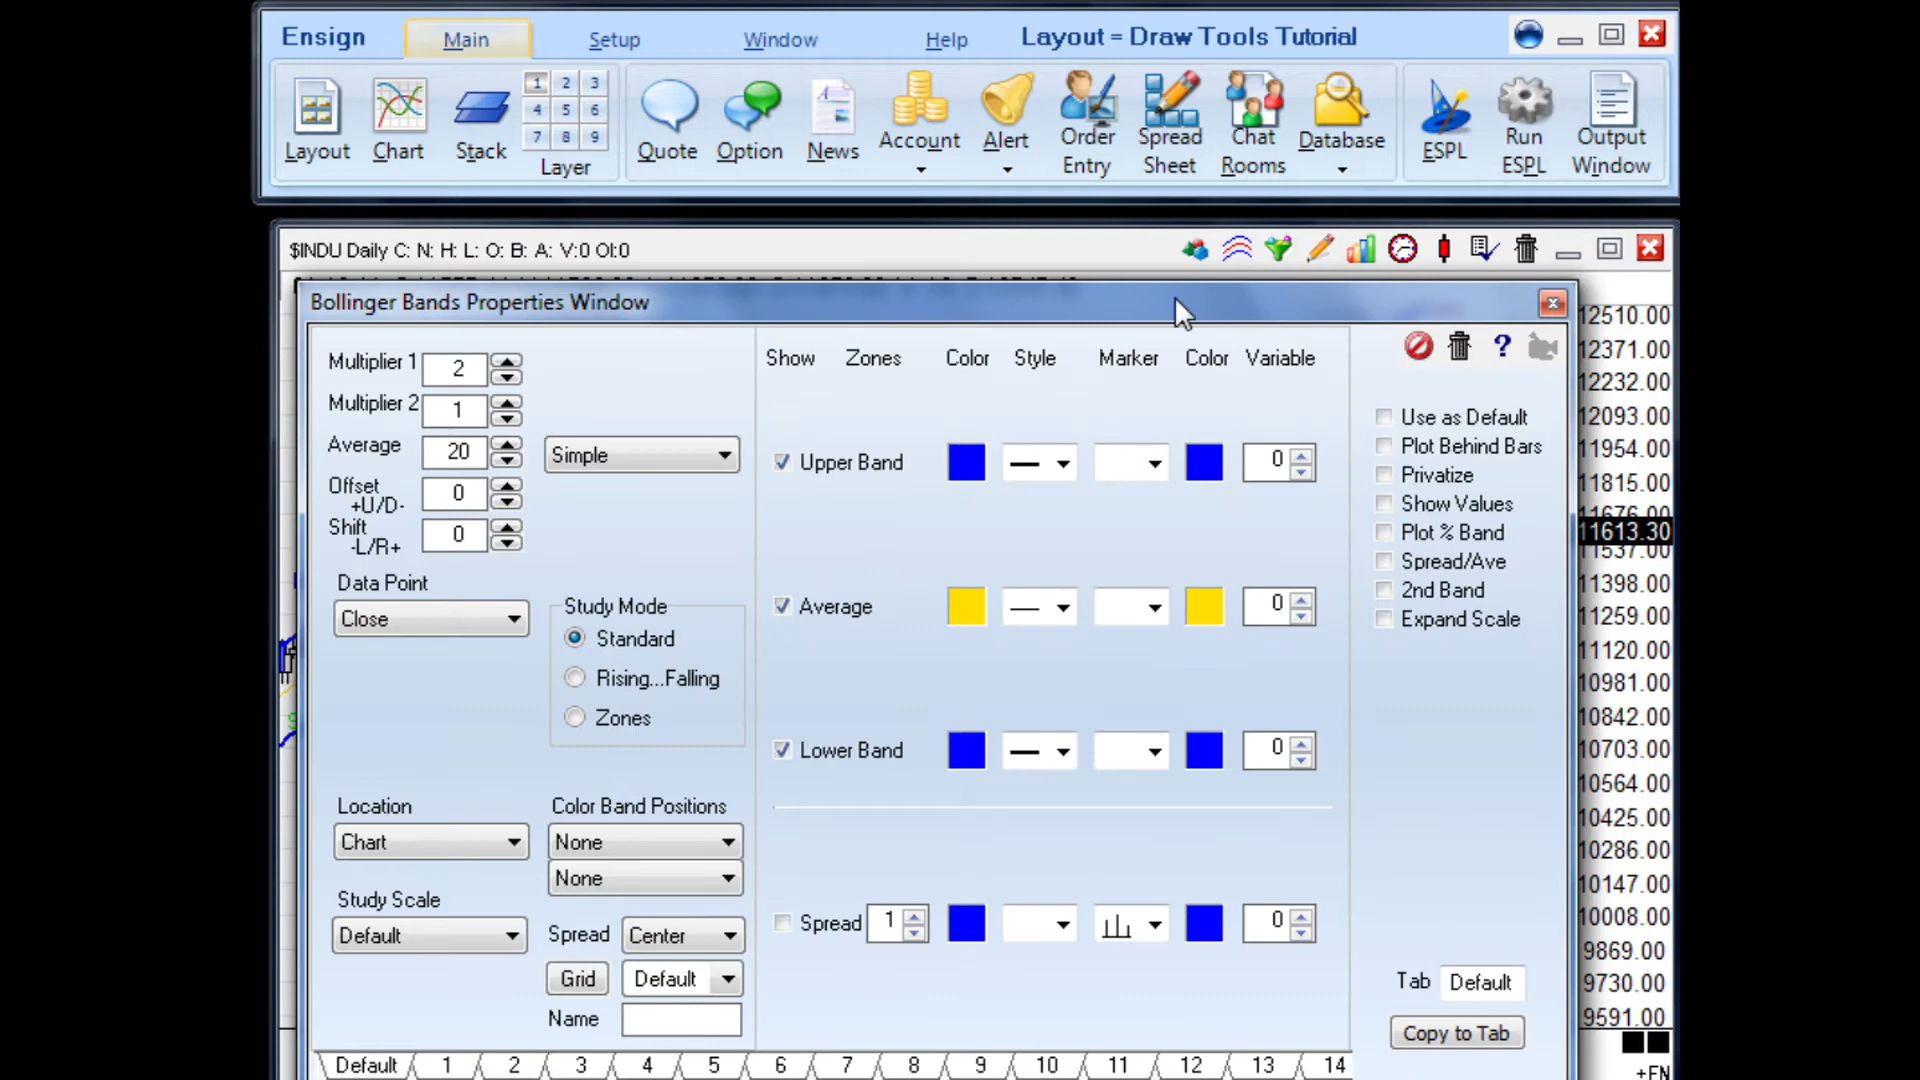 Ensign Main Setup Window Help Layout = Draw Tools Tutorial
Layout Chart Stack 1 2 3 4 5 6 7 8 9 Layer Quote Option News Account Alert Order Entry Spread Sheet Chat Rooms Database ESPL Run ESPL Output Window
$INDU Daily C: N: H: L: O: B: A: V:0 OI:0
Bollinger Bands Properties Window
Multiplier 1 2
Multiplier 2 1
Average 20 Simple
Offset +U/D- 0
Shift -L/R+ 0
Data Point
Close
Study Mode
Standard
Rising...Falling
Zones
Location
Chart
Color Band Positions
None
None
Study Scale
Default
Spread Center
Grid Default
Name
Show Zones Color Style Marker Color Variable
Upper Band 0
Average 0
Lower Band 0
Spread 1 0
?
Use as Default
Plot Behind Bars
Privatize
Show Values
Plot % Band
Spread/Ave
2nd Band
Expand Scale
Tab Default
Copy to Tab
Default 1 2 3 4 5 6 7 8 9 10 11 12 13 14
12510.00
12371.00
12232.00
12093.00
11954.00
11815.00
11676.00
11613.30
11537.00
11398.00
11259.00
11120.00
10981.00
10842.00
10703.00
10564.00
10425.00
10286.00
10147.00
10008.00
9869.00
9730.00
9591.00